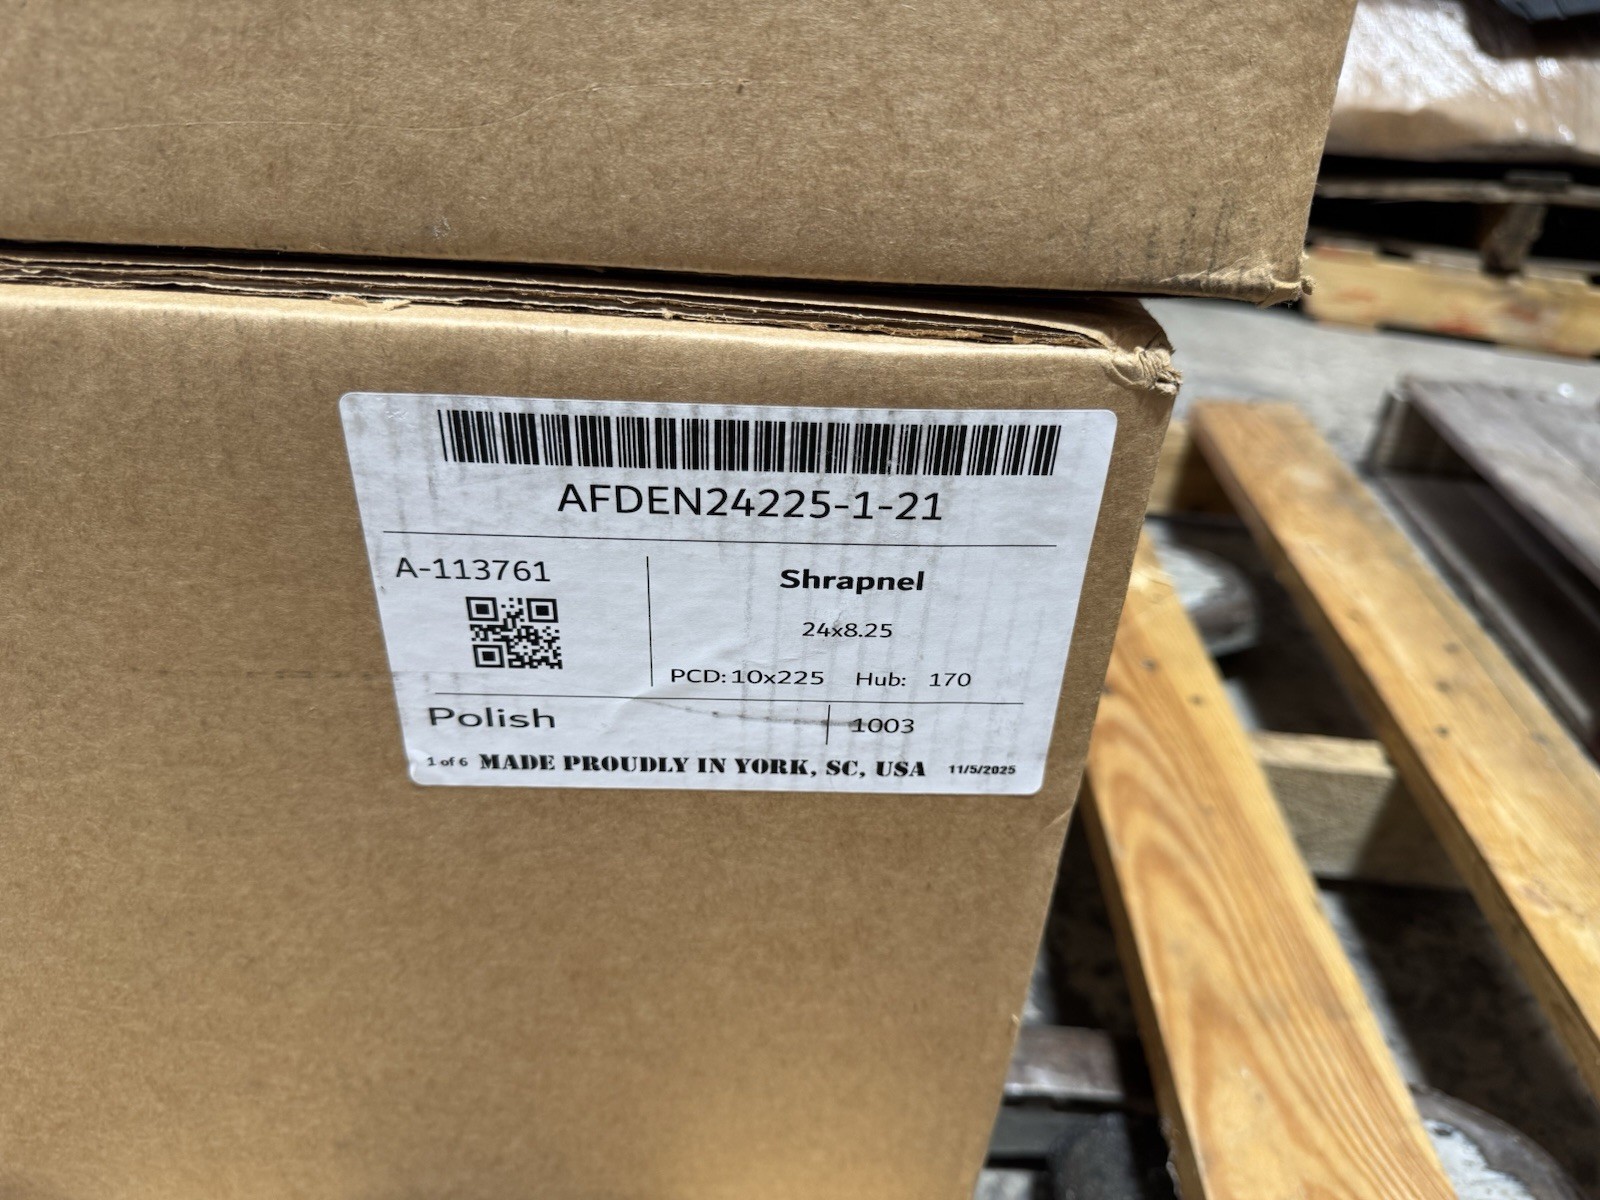 AFDEN24225-1-21
A-113761
Shrapnel
24x8.25
PCD: 10x225 Hub: 170
Polish
1003
1 of 6 MADE PROUDLY IN YORK, SC, USA 11/5/2025